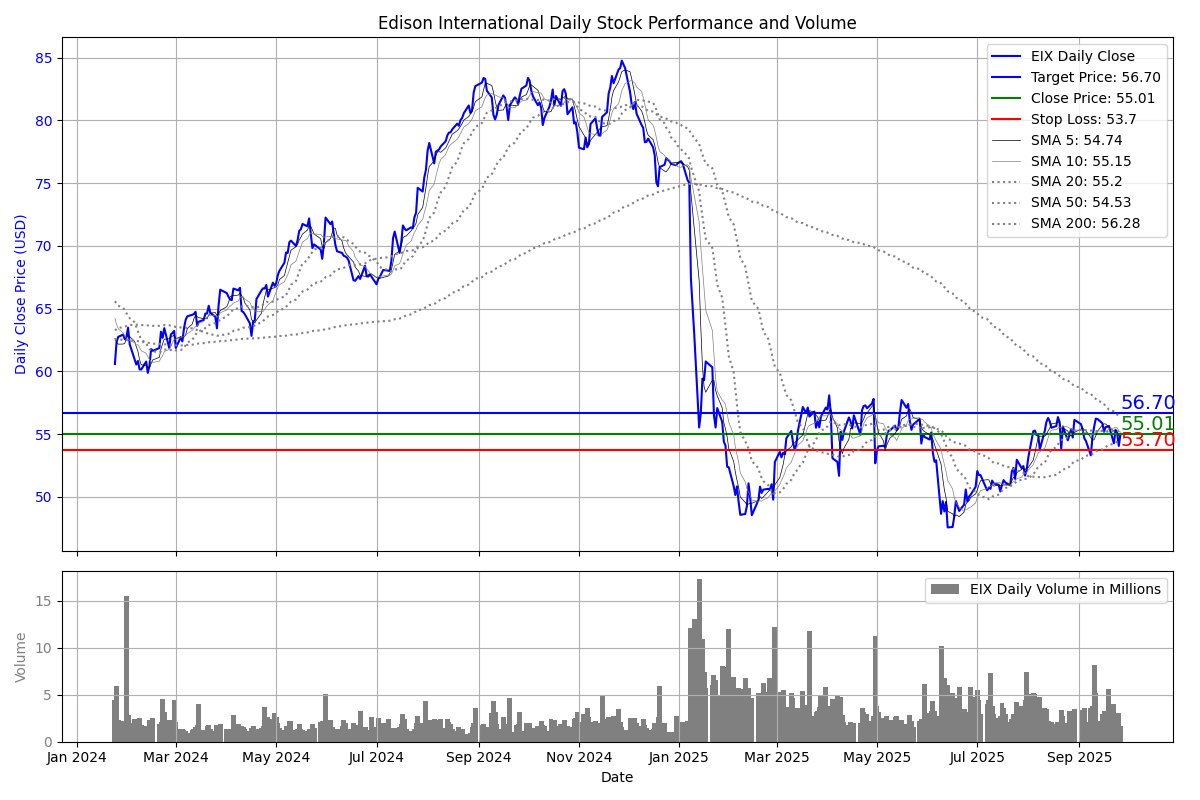 Edison International Daily Stock Performance and Volume
Daily Close Price (USD)
85
80
75
70
65
60
55
50
EIX Daily Close
Target Price: 56.70
Close Price: 55.01
Stop Loss: 53.7
SMA 5: 54.74
SMA 10: 55.15
SMA 20: 55.2
SMA 50: 54.53
SMA 200: 56.28
56.70
55.01
53.70
Volume
15
10
5
0
EIX Daily Volume in Millions
Jan 2024 Mar 2024 May 2024 Jul 2024 Sep 2024 Nov 2024 Jan 2025 Mar 2025 May 2025 Jul 2025 Sep 2025
Date